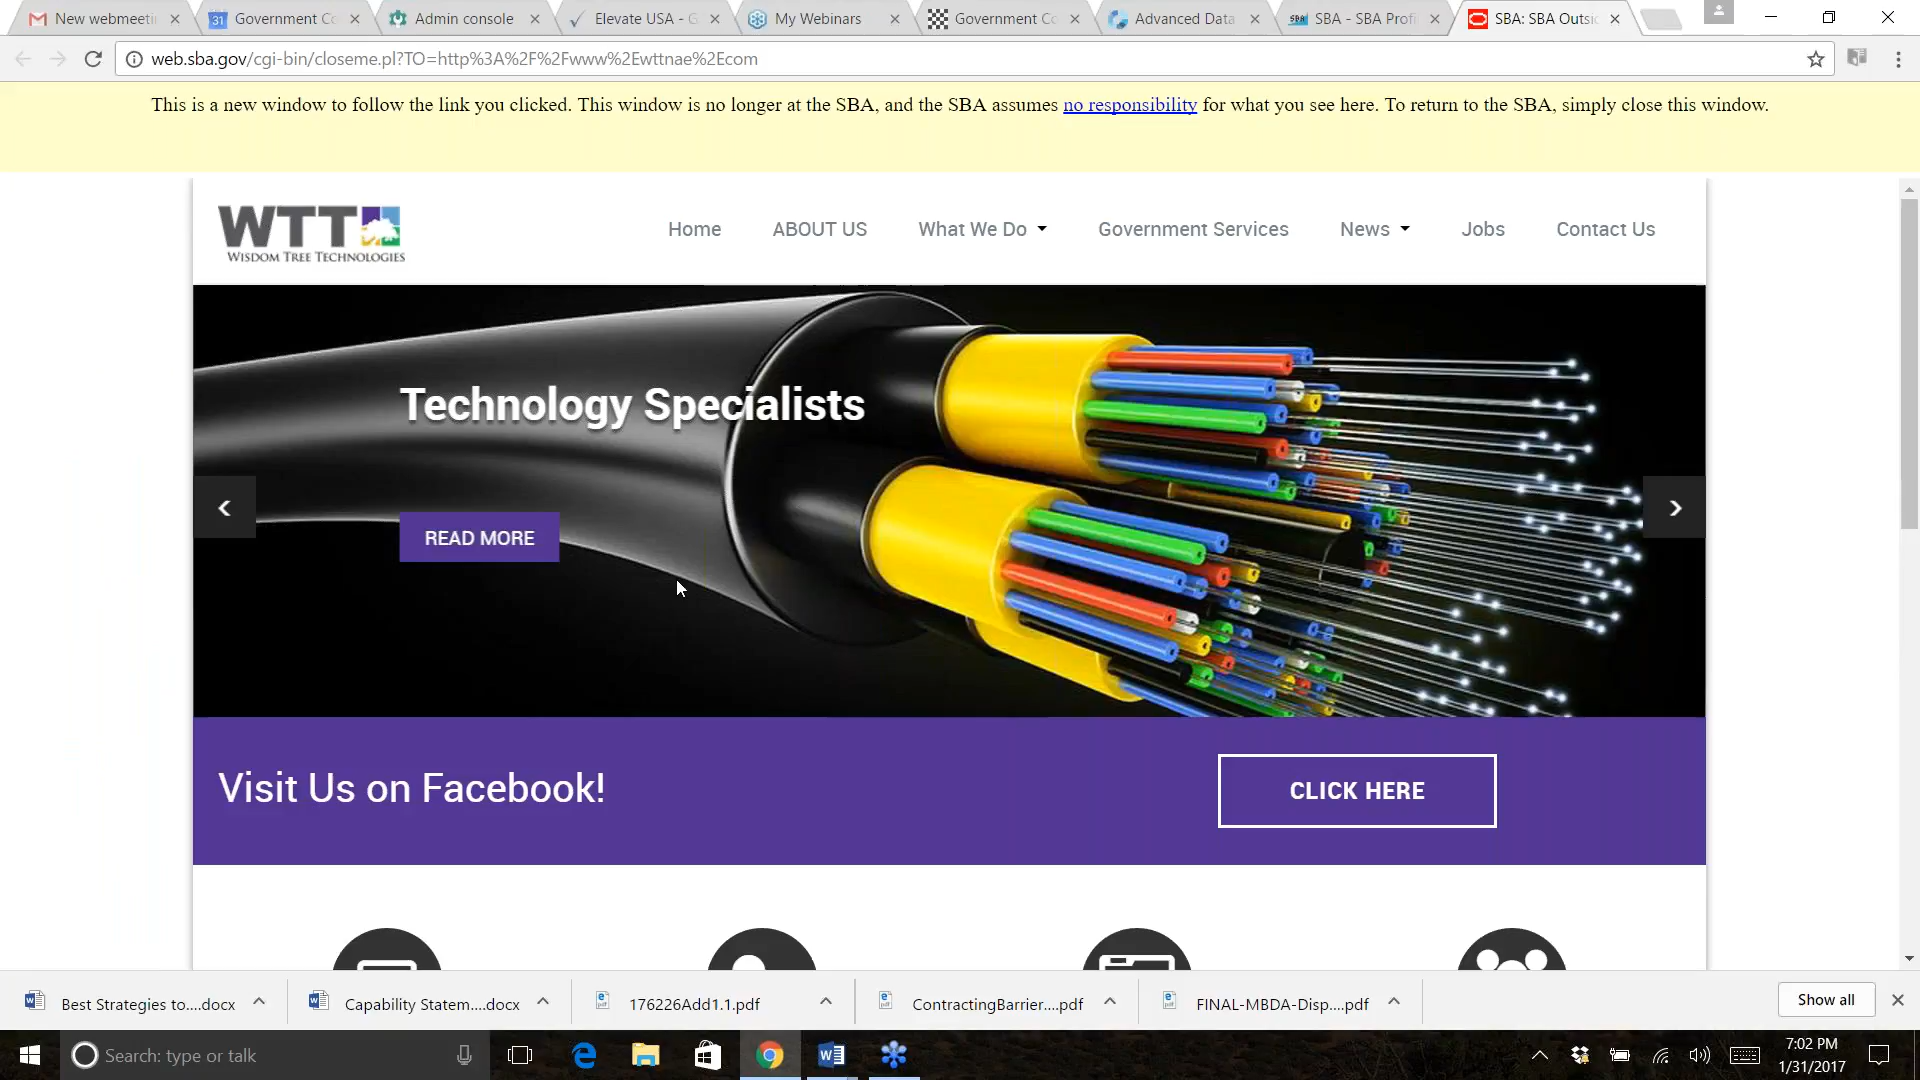 New webmeeti
31
Government Co
Admin console
Elevate USA - G
My Webinars
Government Co
Advanced Data
SBA
SBA - SBA Profi
SBA: SBA Outsi
web.sba.gov/cgi-bin/closeme.pl?TO=http%3A%2F%2Fwww%2Ewttnae%2Ecom
This is a new window to follow the link you clicked. This window is no longer at the SBA, and the SBA assumes no responsibility for what you see here. To return to the SBA, simply close this window.
WTT
WISDOM TREE TECHNOLOGIES
Home
ABOUT US
What We Do
Government Services
News
Jobs
Contact Us
Technology Specialists
READ MORE
Visit Us on Facebook!
CLICK HERE
Best Strategies to....docx
Capability Statem....docx
176226Add1.1.pdf
ContractingBarrier....pdf
FINAL-MBDA-Disp....pdf
Show all
Search: type or talk
7:02 PM
1/31/2017